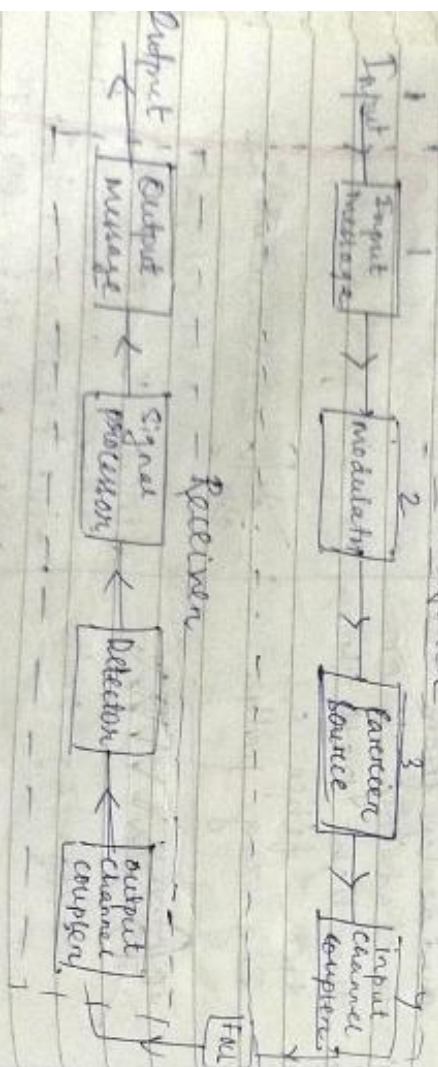 1
2
3
4
Input
Input
message
modulator
Carrier
source
input
channel
coupler
Receiver
Output
Output
message
Signal
processor
Detector
output
channel
coupler